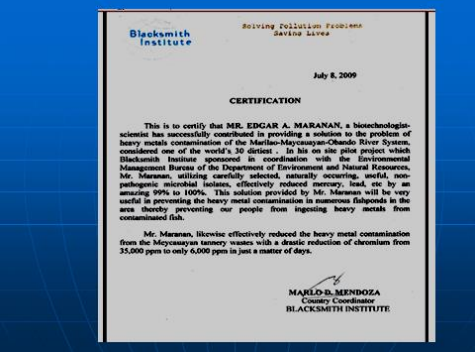 Blacksmith
Institute
Solving Pollution Problems
Saving Lives
July 8, 2009
CERTIFICATION
This is to certify that MR. EDGAR A. MARANAN, a biotechnologist-
scientist has successfully contributed in providing a solution to the problem of
heavy metals contamination of the Marilao-Maycauayan-Obando River System,
considered one of the world's 30 dirtiest . In his on site pilot project which
Blacksmith Institute sponsored in coordination with the Environmental
Management Bureau of the Department of Environment and Natural Resources,
Mr. Maranan, utilizing carefully selected, naturally occurring, useful, non-
pathogenic microbial isolates, effectively reduced mercury, lead, etc by an
amazing 99% to 100%. This solution provided by Mr. Maranan will be very
useful in preventing the heavy metal contamination in numerous fishponds in the
area thereby preventing our people from ingesting heavy metals from
contaminated fish.
Mr. Maranan, likewise effectively reduced the heavy metal contamination
from the Meycauayan tannery wastes with a drastic reduction of chromium from
35,000 ppm to only 6,000 ppm in just a matter of days.
MARLO D. MENDOZA
Country Coordinator
BLACKSMITH INSTITUTE